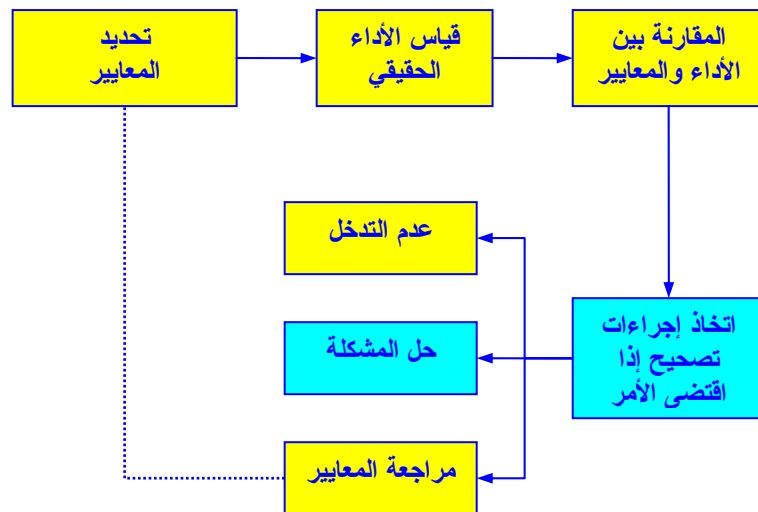 تحديد
المعايير
قياس الأداء
الحقيقي
المقارنة بين
الأداء والمعايير
عدم التدخل
حل المشكلة
اتخاذ إجراءات
تصحيح إذا
اقتضى الأمر
مراجعة المعايير